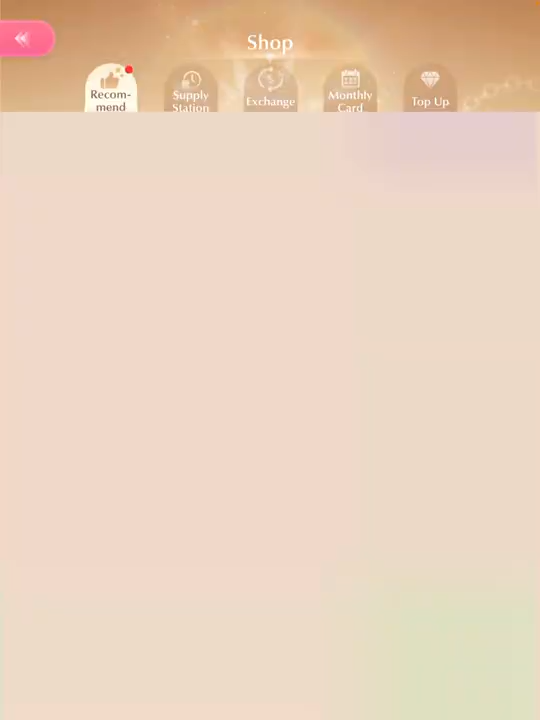 Shop
Recom-
mend
Supply
Station
Exchange
Monthly
Card
Top Up